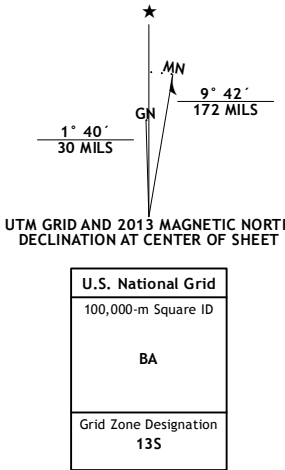 ★
MN
GN
9° 42´
172 MILS
1° 40´
30 MILS
UTM GRID AND 2013 MAGNETIC NORTH
DECLINATION AT CENTER OF SHEET
U.S. National Grid
100,000-m Square ID
BA
Grid Zone Designation
13S